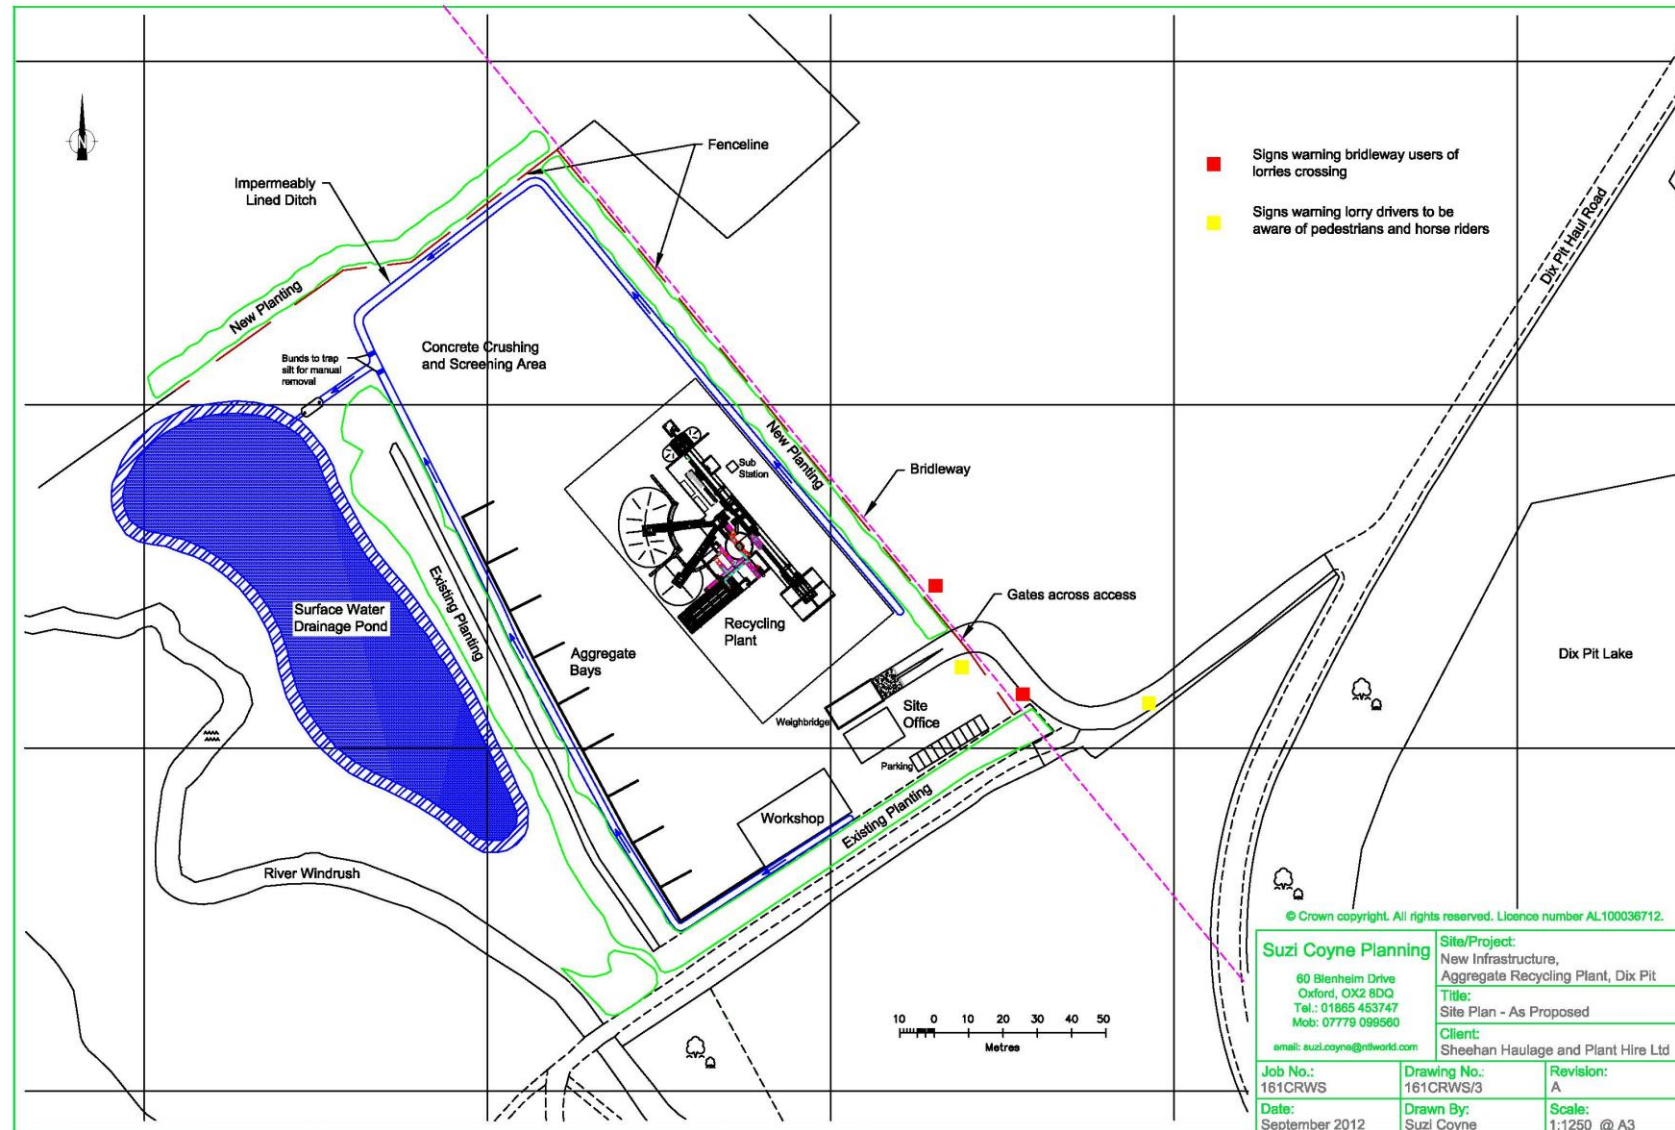 N
Fenceline
Impermeably
Lined Ditch
Signs warning bridleway users of
lorries crossing
Signs warning lorry drivers to be
aware of pedestrians and horse riders
Dix Pit Haul Road
New Planting
Bunds to trap
silt for manual
removal
Concrete Crushing
and Screening Area
New Planting
Sub
Station
Bridleway
Existing Planting
Surface Water
Drainage Pond
Recycling
Plant
Gates across access
Aggregate
Bays
Dix Pit Lake
Weighbridge
Site
Office
Parking
Workshop
Existing Planting
River Windrush
10 0 10 20 30 40 50
Metres
© Crown copyright. All rights reserved. Licence number AL100036712.
Suzi Coyne Planning
60 Blenheim Drive
Oxford, OX2 8DQ
Tel.: 01865 453747
Mob: 07779 099560
email: suzi.coyne@ntlworld.com
Site/Project:
New Infrastructure,
Aggregate Recycling Plant, Dix Pit
Title:
Site Plan - As Proposed
Client:
Sheehan Haulage and Plant Hire Ltd
Job No.:
161CRWS
Drawing No.:
161CRWS/3
Revision:
A
Date:
September 2012
Drawn By:
Suzi Coyne
Scale:
1:1250 @ A3